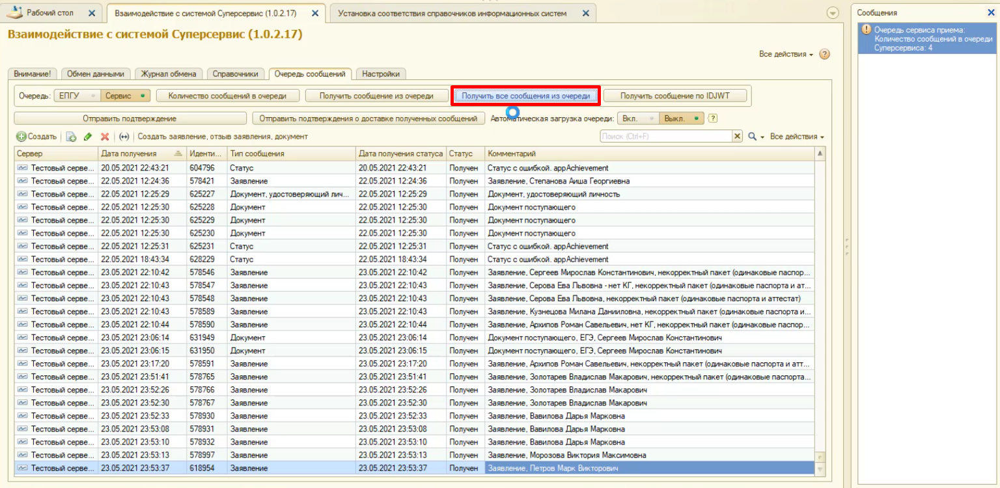 Рабочий стол
Взаимодействие с системой Суперсервис (1.0.2.17)
Установка соответствия справочников информационных систем
Взаимодействие с системой Суперсервис (1.0.2.17)
Все действия
Внимание!
Обмен данными
Журнал обмена
Справочники
Очередь сообщений
Настройки
Очередь: ЕПГУ Сервис Количество сообщений в очереди Получить сообщение из очереди Получить все сообщения из очереди Получить сообщение по IDJWT
Отправить подтверждение Отправить подтверждения о доставке полученных сообщений Автоматическая загрузка очереди: Вкл. Выкл. ?
Создать Создать заявление, отзыв заявления, документ Поиск (Ctrl+F) Все действия
Сервер Дата получения Иденти... Тип сообщения Дата получения статуса Статус Комментарий
Тестовый серве... 20.05.2021 22:43:21 604796 Статус 20.05.2021 22:43:21 Получен Статус с ошибкой. appAchievement
Тестовый серве... 22.05.2021 12:24:36 578421 Заявление 22.05.2021 12:24:36 Получен Заявление, Степанова Аиша Георгиевна
Тестовый серве... 22.05.2021 12:25:29 625227 Документ, удостоверяющий лич... 22.05.2021 12:25:29 Получен Документ, удостоверяющий личность
Тестовый серве... 22.05.2021 12:25:30 625228 Документ 22.05.2021 12:25:30 Получен Документ поступающего
Тестовый серве... 22.05.2021 12:25:30 625229 Документ 22.05.2021 12:25:30 Получен Документ поступающего
Тестовый серве... 22.05.2021 12:25:30 625230 Документ 22.05.2021 12:25:30 Получен Документ поступающего
Тестовый серве... 22.05.2021 12:25:31 625231 Статус 22.05.2021 12:25:31 Получен Статус с ошибкой. appAchievement
Тестовый серве... 22.05.2021 18:43:34 628229 Статус 22.05.2021 18:43:34 Получен Статус с ошибкой. appAchievement
Тестовый серве... 23.05.2021 22:10:42 578546 Заявление 23.05.2021 22:10:42 Получен Заявление, Сергеев Мирослав Константинович, некорректный пакет (одинаковые паспор...
Тестовый серве... 23.05.2021 22:10:43 578547 Заявление 23.05.2021 22:10:43 Получен Заявление, Серова Ева Львовна - нет КГ, некорректный пакет (одинаковые паспорта и ат...
Тестовый серве... 23.05.2021 22:10:43 578548 Заявление 23.05.2021 22:10:43 Получен Заявление, Серова Ева Львовна, некорректный пакет (одинаковые паспорта и аттестат)
Тестовый серве... 23.05.2021 22:10:43 578589 Заявление 23.05.2021 22:10:43 Получен Заявление, Кузнецова Милана Данииловна, некорректный пакет (одинаковые паспорта и...
Тестовый серве... 23.05.2021 22:10:44 578590 Заявление 23.05.2021 22:10:44 Получен Заявление, Архипов Роман Савельевич, нет КГ, некорректный пакет (одинаковые паспор...
Тестовый серве... 23.05.2021 23:06:14 631949 Документ 23.05.2021 23:06:14 Получен Документ поступающего, ЕГЭ, Сергеев Мирослав Константинович
Тестовый серве... 23.05.2021 23:06:15 631950 Документ 23.05.2021 23:06:15 Получен Документ поступающего, ЕГЭ, Сергеев Мирослав Константинович
Тестовый серве... 23.05.2021 23:17:20 578591 Заявление 23.05.2021 23:17:20 Получен Заявление, Архипов Роман Савельевич, некорректный пакет (одинаковые паспорта и атт...
Тестовый серве... 23.05.2021 23:51:41 578765 Заявление 23.05.2021 23:51:41 Получен Заявление, Золотарев Владислав Макарович, некорректный пакет (одинаковые паспорта...
Тестовый серве... 23.05.2021 23:52:26 578766 Заявление 23.05.2021 23:52:26 Получен Заявление, Золотарев Владислав Макарович
Тестовый серве... 23.05.2021 23:52:30 578767 Заявление 23.05.2021 23:52:30 Получен Заявление, Золотарев Владислав Макарович
Тестовый серве... 23.05.2021 23:52:33 578930 Заявление 23.05.2021 23:52:33 Получен Заявление, Вавилова Дарья Марковна
Тестовый серве... 23.05.2021 23:53:08 578931 Заявление 23.05.2021 23:53:08 Получен Заявление, Вавилова Дарья Марковна
Тестовый серве... 23.05.2021 23:53:10 578932 Заявление 23.05.2021 23:53:10 Получен Заявление, Вавилова Дарья Марковна
Тестовый серве... 23.05.2021 23:53:13 578997 Заявление 23.05.2021 23:53:13 Получен Заявление, Морозова Виктория Максимовна
Тестовый серве... 23.05.2021 23:53:37 618954 Заявление 23.05.2021 23:53:37 Получен Заявление, Петров Марк Викторович
Сообщения
Очередь сервиса приема:
Количество сообщений в очереди
Суперсервиса: 4